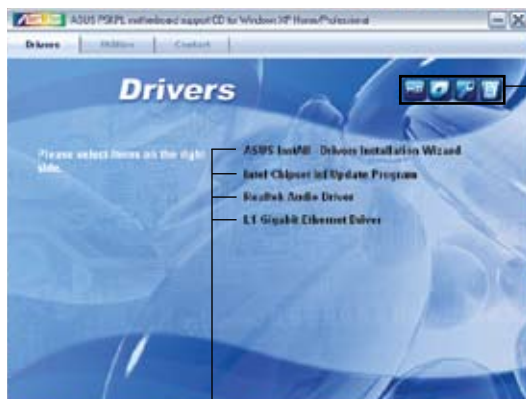 ASUS P5KPL motherboard support CD for Windows XP Home/Professional
Drivers Utilities Contact
Drivers
Please select items on the right
side.
ASUS InstAll - Drivers Installation Wizard
Intel Chipset Inf Update Program
Realtek Audio Driver
L1 Gigabit Ethernet Driver